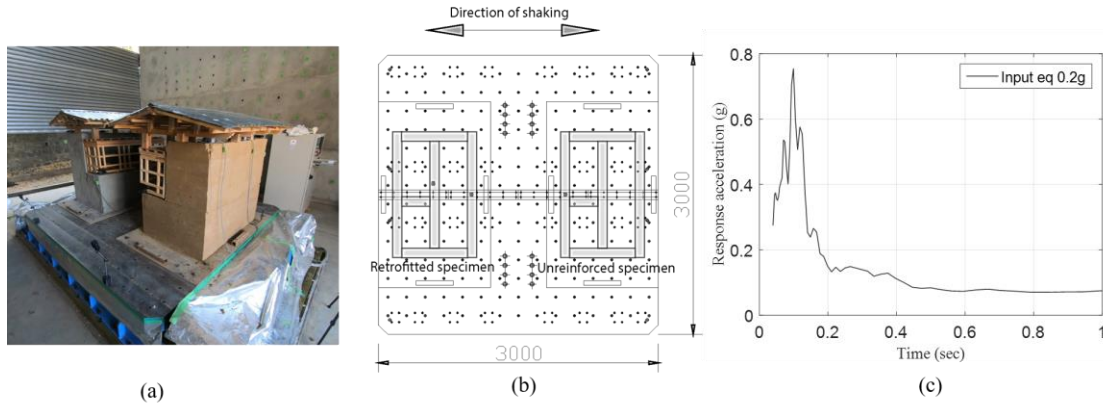 Direction of shaking
Retrofitted specimen
Unreinforced specimen
3000
3000
0.8
0.6
0.4
0.2
0
Response acceleration (g)
Input eq 0.2g
0
0.2
0.4
0.6
0.8
1
Time (sec)
(a)
(b)
(c)